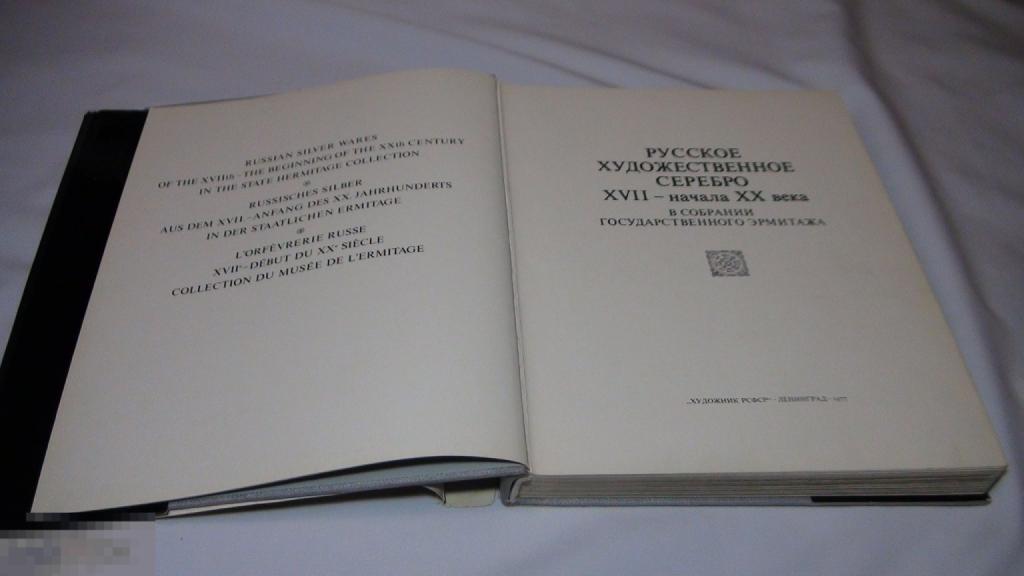 RUSSIAN SILVER WARES
OF THE XVIIth - THE BEGINNING OF THE XXth CENTURY
IN THE STATE HERMITAGE COLLECTION
RUSSISCHES SILBER
AUS DEM XVII.-ANFANG DES XX. JAHRHUNDERTS
IN DER STAATLICHEN ERMITAGE
L'ORFÈVRERIE RUSSE
XVIIe-DÉBUT DU XXe SIÈCLE
COLLECTION DU MUSÉE DE L'ERMITAGE
РУССКОЕ
ХУДОЖЕСТВЕННОЕ
СЕРЕБРО
XVII – начала XX века
В СОБРАНИИ
ГОСУДАРСТВЕННОГО ЭРМИТАЖА
„ХУДОЖНИК РСФСР“ · ЛЕНИНГРАД · 1977